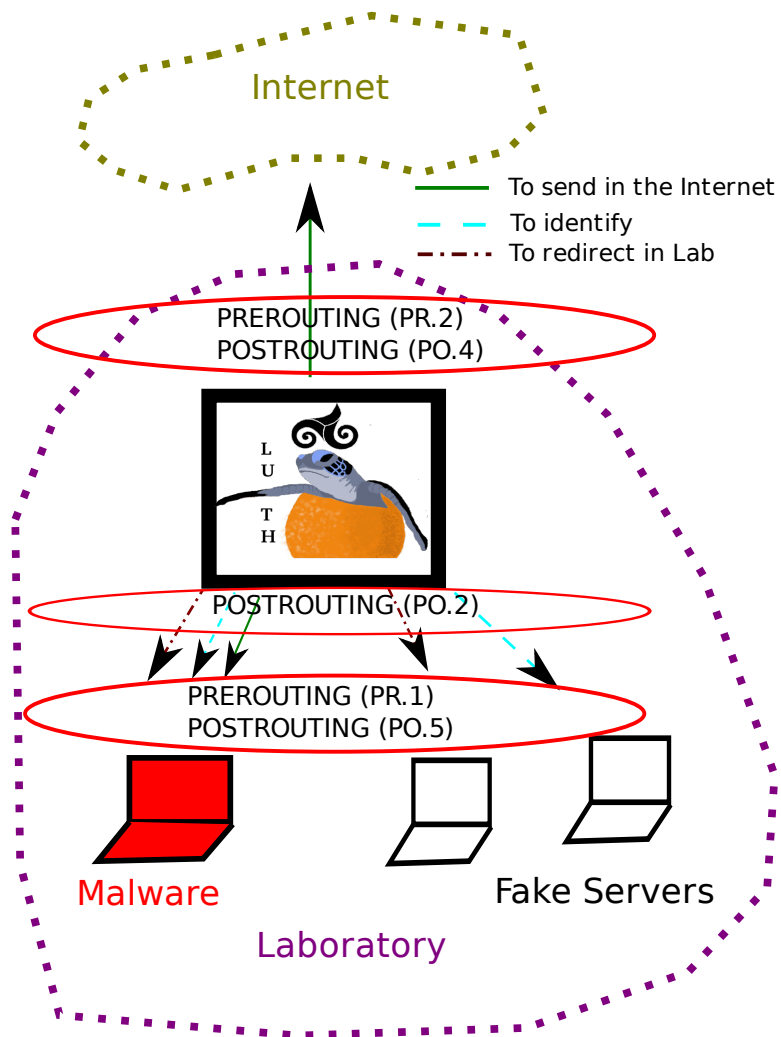 Internet
To send in the Internet
To identify
To redirect in Lab
PREROUTING (PR.2)
POSTROUTING (PO.4)
L
U
T
H
POSTROUTING (PO.2)
PREROUTING (PR.1)
POSTROUTING (PO.5)
Malware
Fake Servers
Laboratory